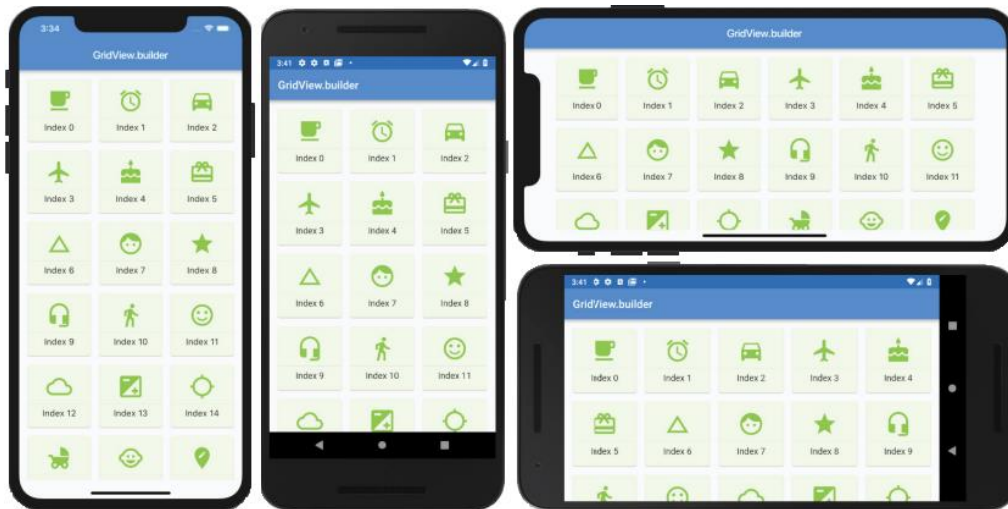 3:34
GridView.builder
Index 0 Index 1 Index 2
Index 3 Index 4 Index 5
Index 6 Index 7 Index 8
Index 9 Index 10 Index 11
Index 12 Index 13 Index 14
3:41
GridView.builder
Index 0 Index 1 Index 2
Index 3 Index 4 Index 5
Index 6 Index 7 Index 8
Index 9 Index 10 Index 11
GridView.builder
Index 0 Index 1 Index 2 Index 3 Index 4 Index 5
Index 6 Index 7 Index 8 Index 9 Index 10 Index 11
3:41
GridView.builder
Index 0 Index 1 Index 2 Index 3 Index 4
Index 5 Index 6 Index 7 Index 8 Index 9